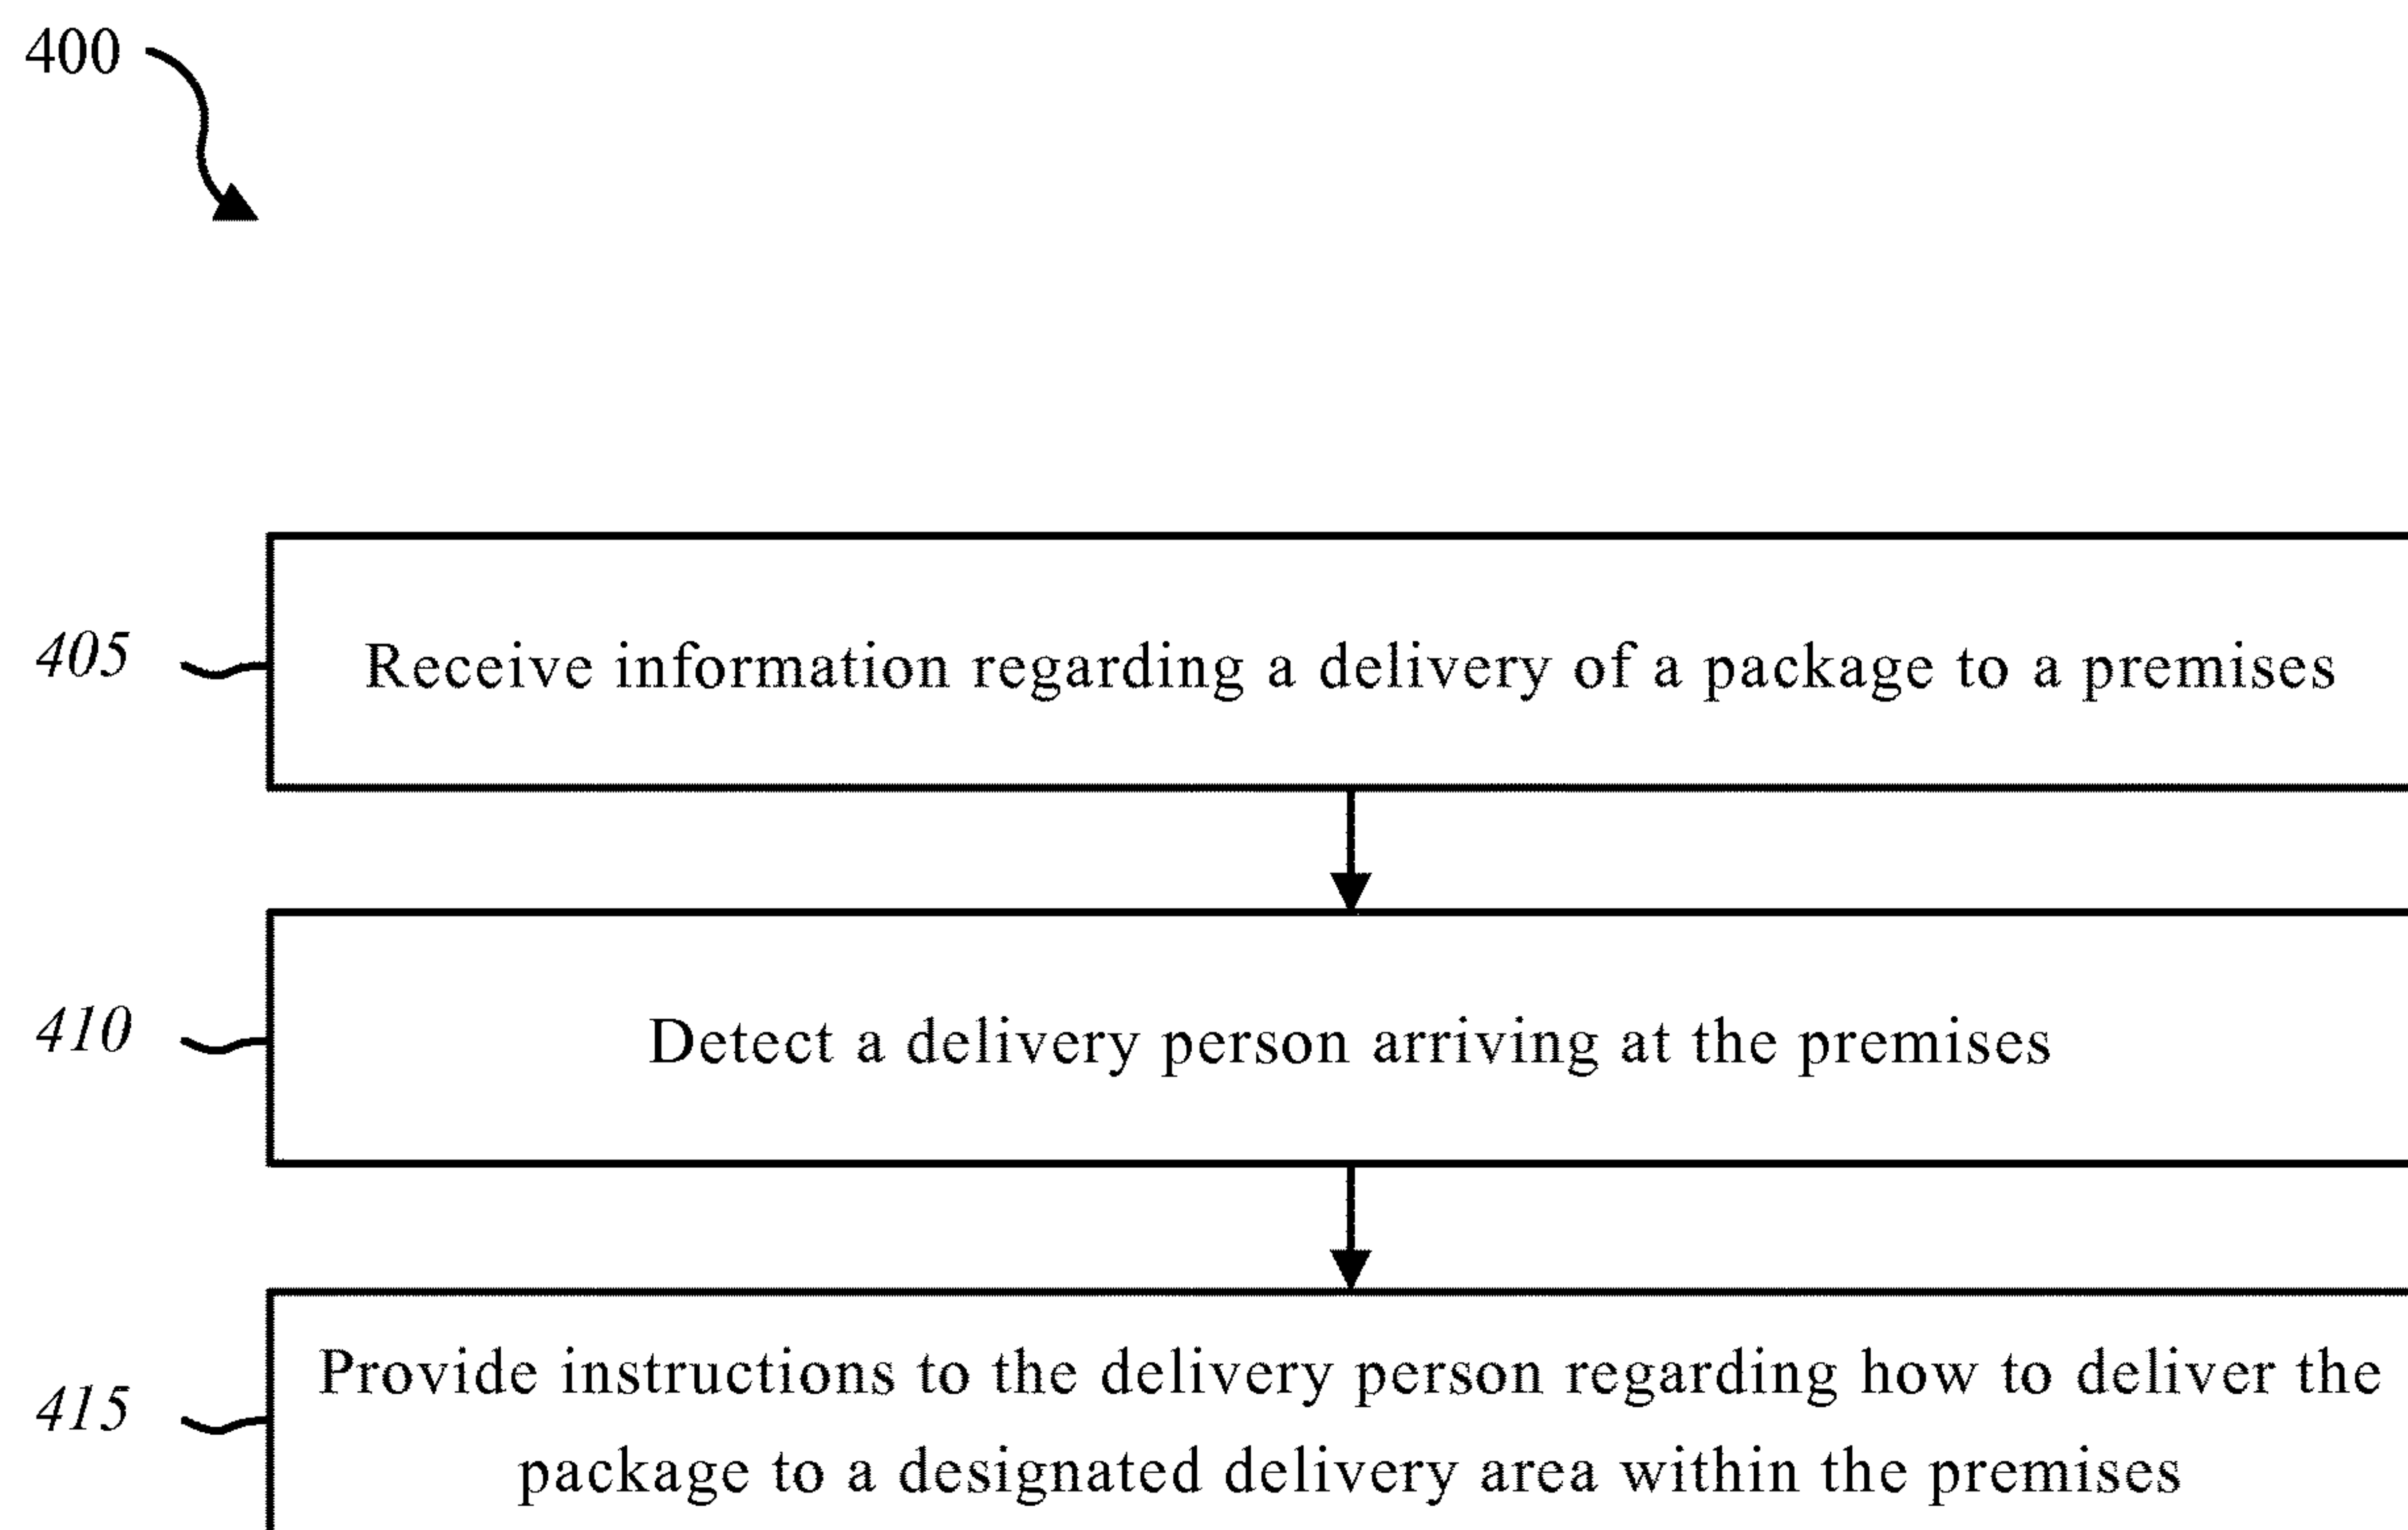 400
405
Receive information regarding a delivery of a package to a premises
410
Detect a delivery person arriving at the premises
415
Provide instructions to the delivery person regarding how to deliver the
package to a designated delivery area within the premises